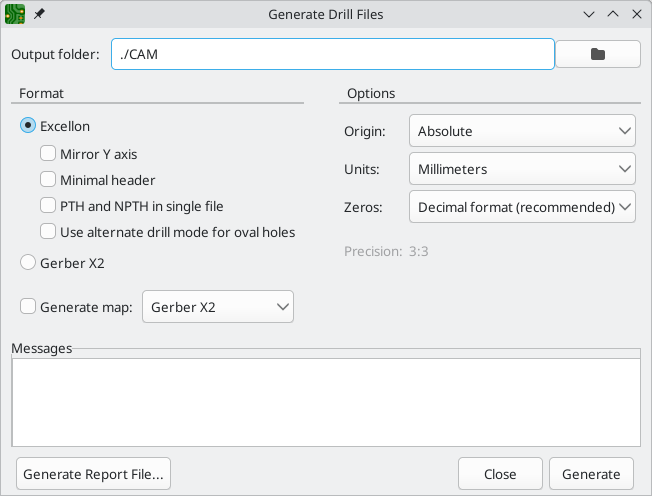 Generate Drill Files
Output folder: ./CAM
Format
Excellon
Mirror Y axis
Minimal header
PTH and NPTH in single file
Use alternate drill mode for oval holes
Gerber X2
Generate map: Gerber X2
Options
Origin: Absolute
Units: Millimeters
Zeros: Decimal format (recommended)
Precision: 3:3
Messages
Generate Report File...
Close
Generate